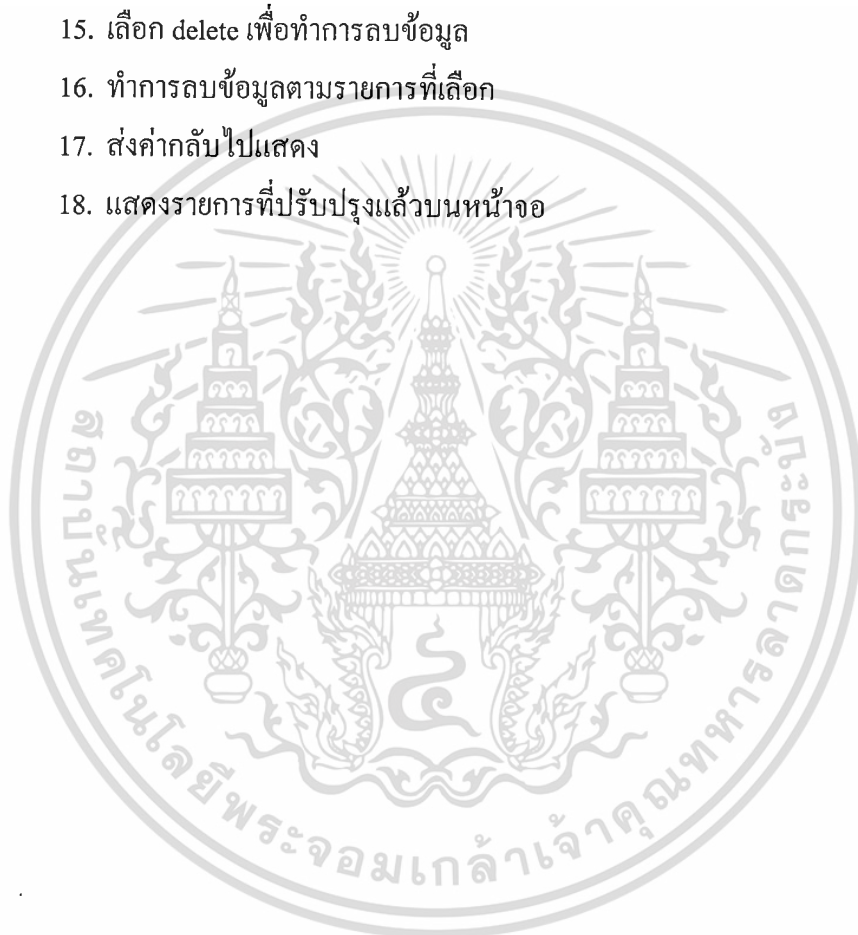 15. เลือก delete เพื่อทำการลบข้อมูล
16. ทำการลบข้อมูลตามรายการที่เลือก
17. ส่งค่ากลับไปแสดง
18. แสดงรายการที่ปรับปรุงแล้วบนหน้าจอ
สถาบันเทคโนโลยีพระจอมเกล้าเจ้าคุณทหารลาดกระบัง
๔